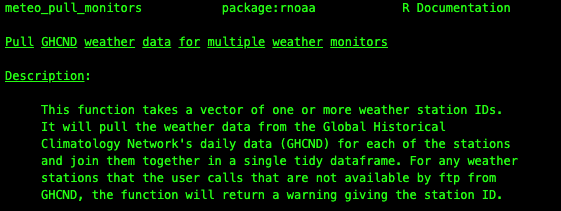 meteo_pull_monitors package:rnoaa R Documentation
Pull GHCND weather data for multiple weather monitors
Description:
This function takes a vector of one or more weather station IDs.
It will pull the weather data from the Global Historical
Climatology Network's daily data (GHCND) for each of the stations
and join them together in a single tidy dataframe. For any weather
stations that the user calls that are not available by ftp from
GHCND, the function will return a warning giving the station ID.